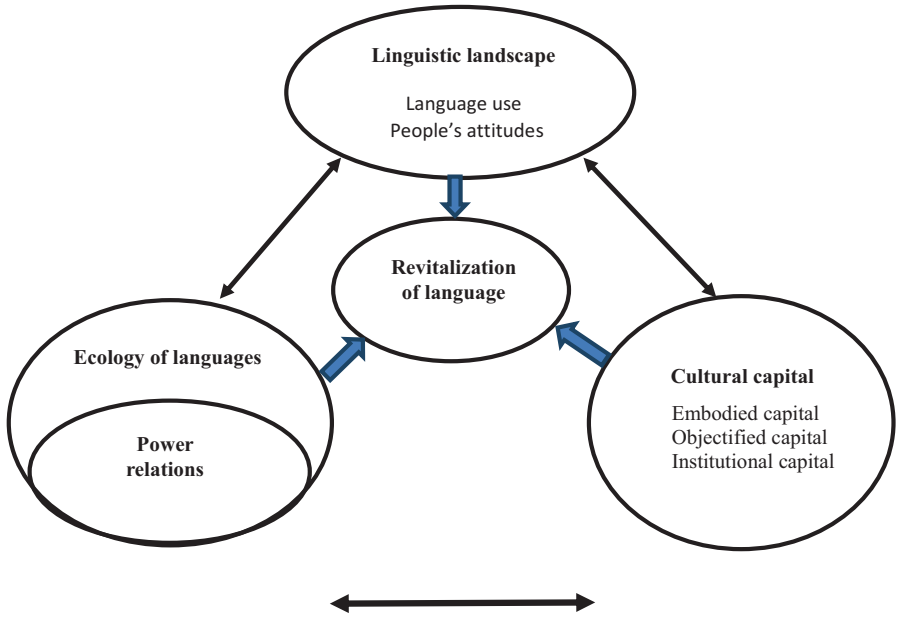 Linguistic landscape
Language use
People’s attitudes
Revitalization
of language
Ecology of languages
Power
relations
Cultural capital
Embodied capital
Objectified capital
Institutional capital